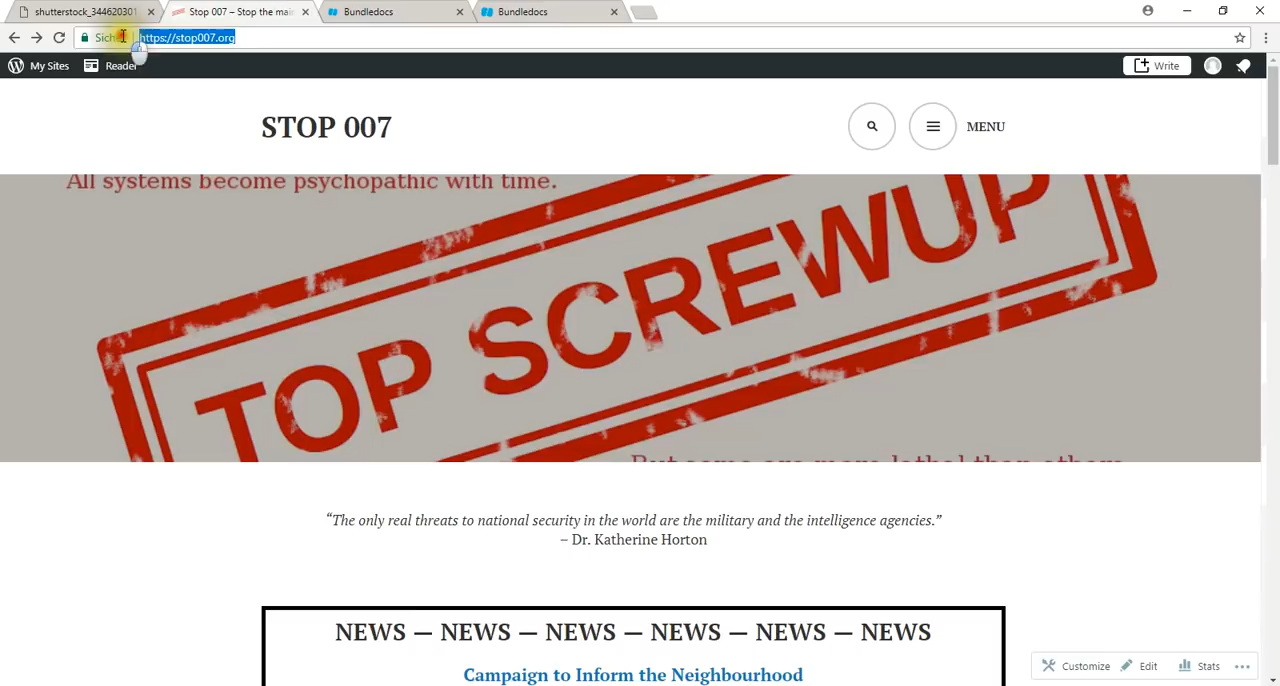 shutterstock_344620301
Stop 007 – Stop the main
Bundledocs
Bundledocs
https://stop007.org
My Sites
Reader
Write
STOP 007
MENU
All systems become psychopathic with time.
TOP SCREWUP
But some are more lethal than others.
“The only real threats to national security in the world are the military and the intelligence agencies.”
– Dr. Katherine Horton
NEWS — NEWS — NEWS — NEWS — NEWS — NEWS
Campaign to Inform the Neighbourhood
Customize
Edit
Stats